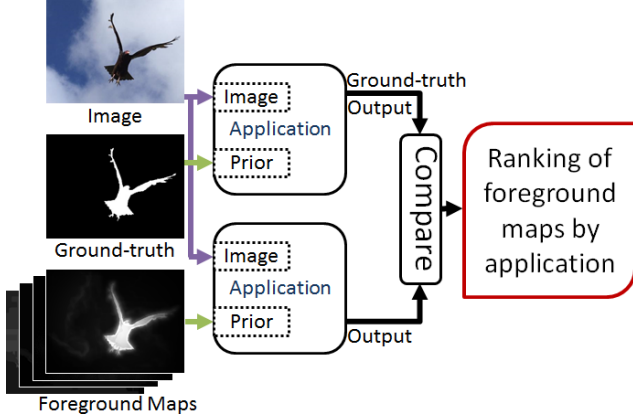 Image
Ground-truth
Foreground Maps
Image
Application
Prior
Image
Application
Prior
Ground-truth
Output
Output
Compare
Ranking of
foreground
maps by
application